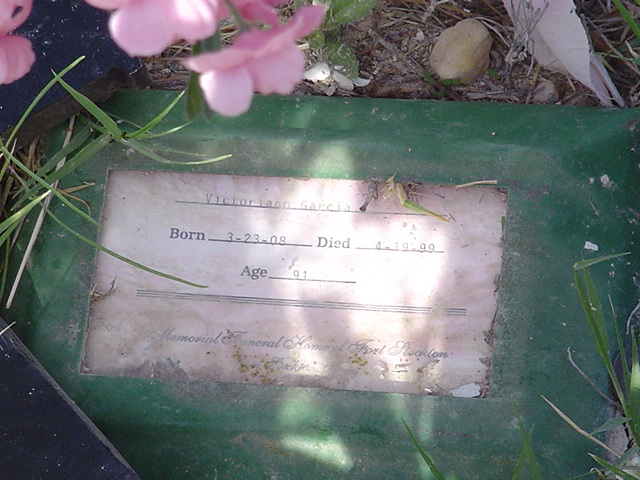 Victoriano Garcia
Born 3-23-08 Died 4-19-99
Age 91
Memorial Funeral Home of Fort Stockton